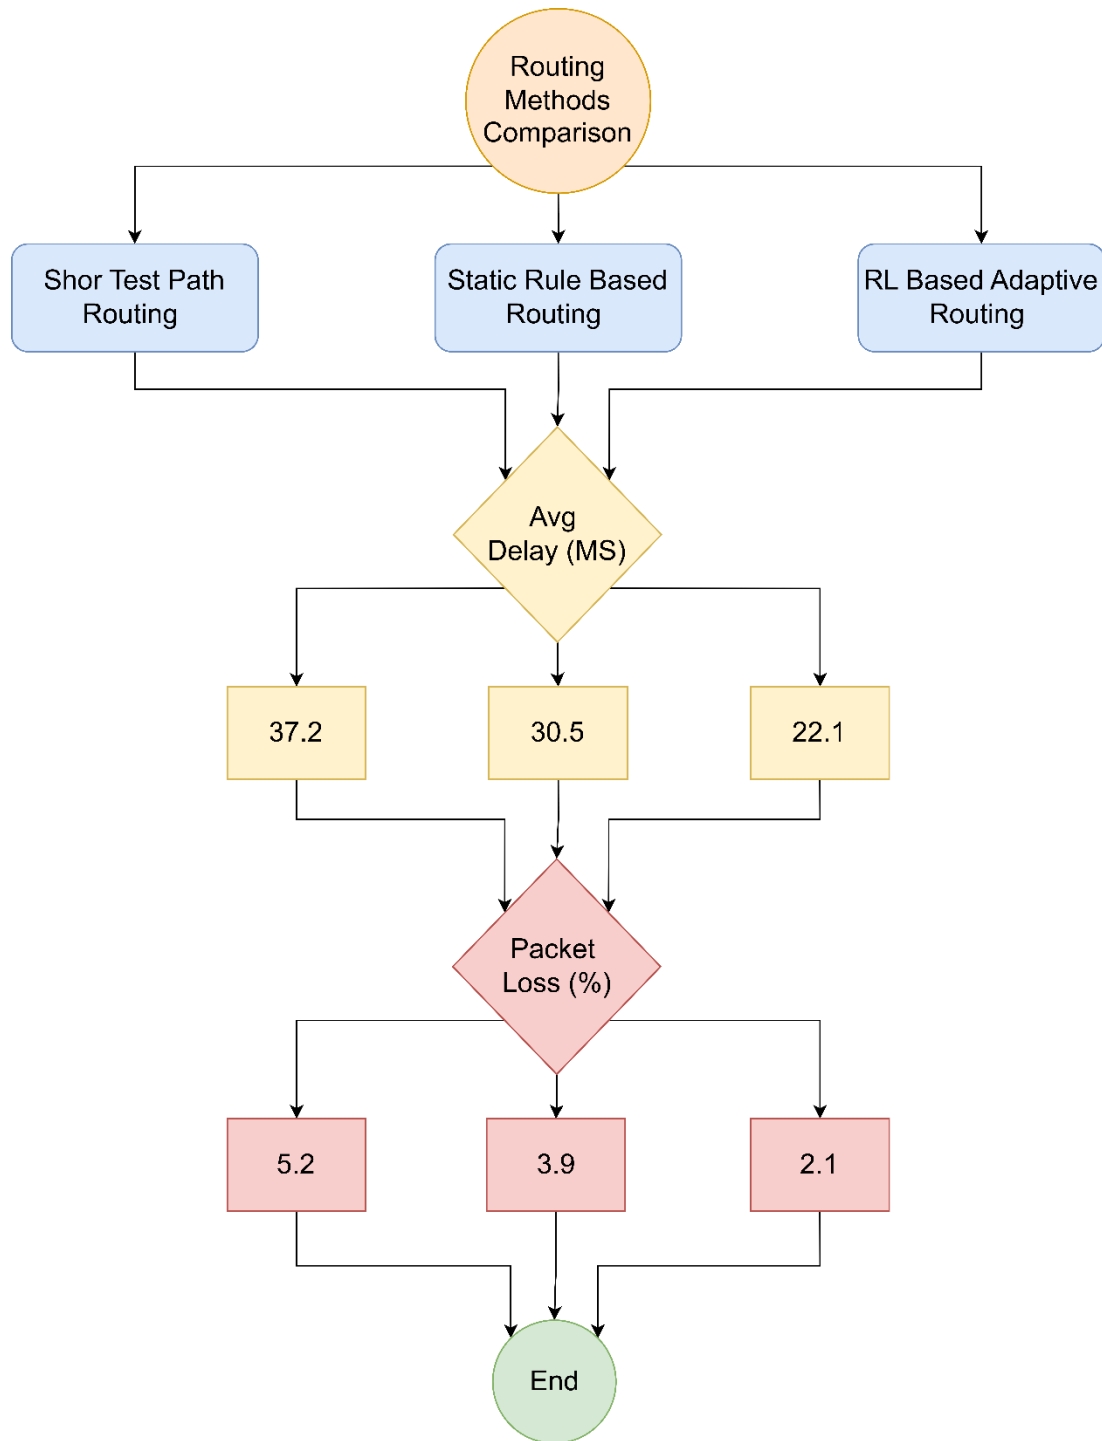 Routing
Methods
Comparison
Shor Test Path
Routing
Static Rule Based
Routing
RL Based Adaptive
Routing
Avg
Delay (MS)
37.2
30.5
22.1
Packet
Loss (%)
5.2
3.9
2.1
End